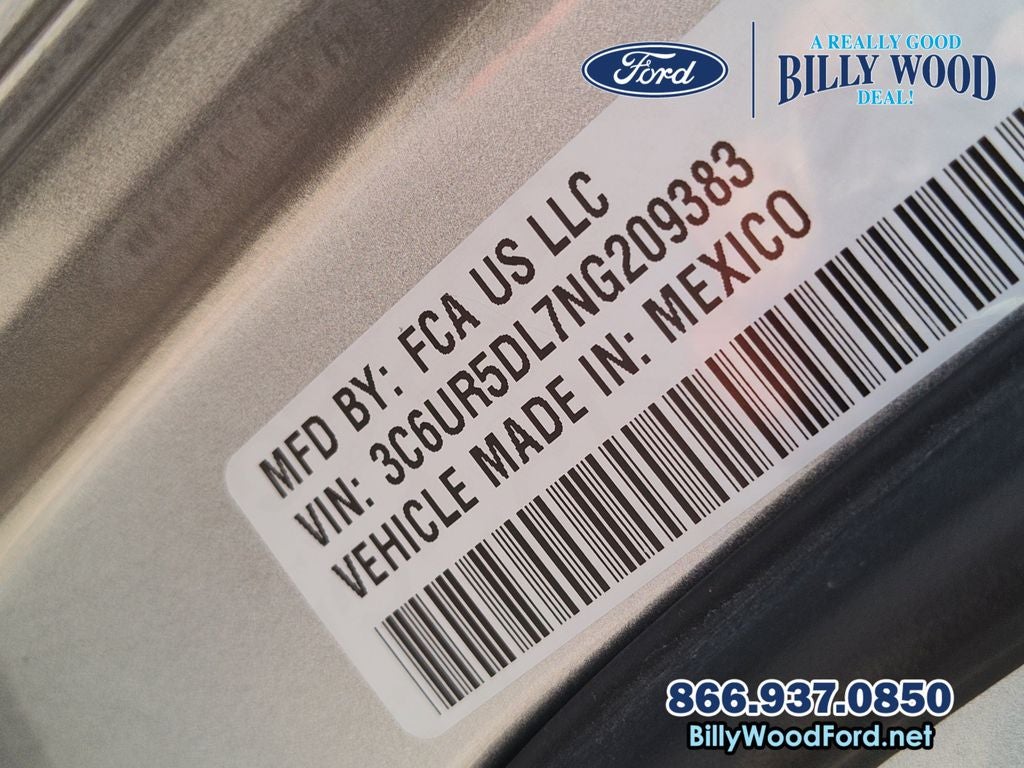 Ford
A REALLY GOOD
BILLY WOOD
DEAL!
MFD BY: FCA US LLC
VIN: 3C6UR5DL7NG209383
VEHICLE MADE IN: MEXICO
866.937.0850
BillyWoodFord.net